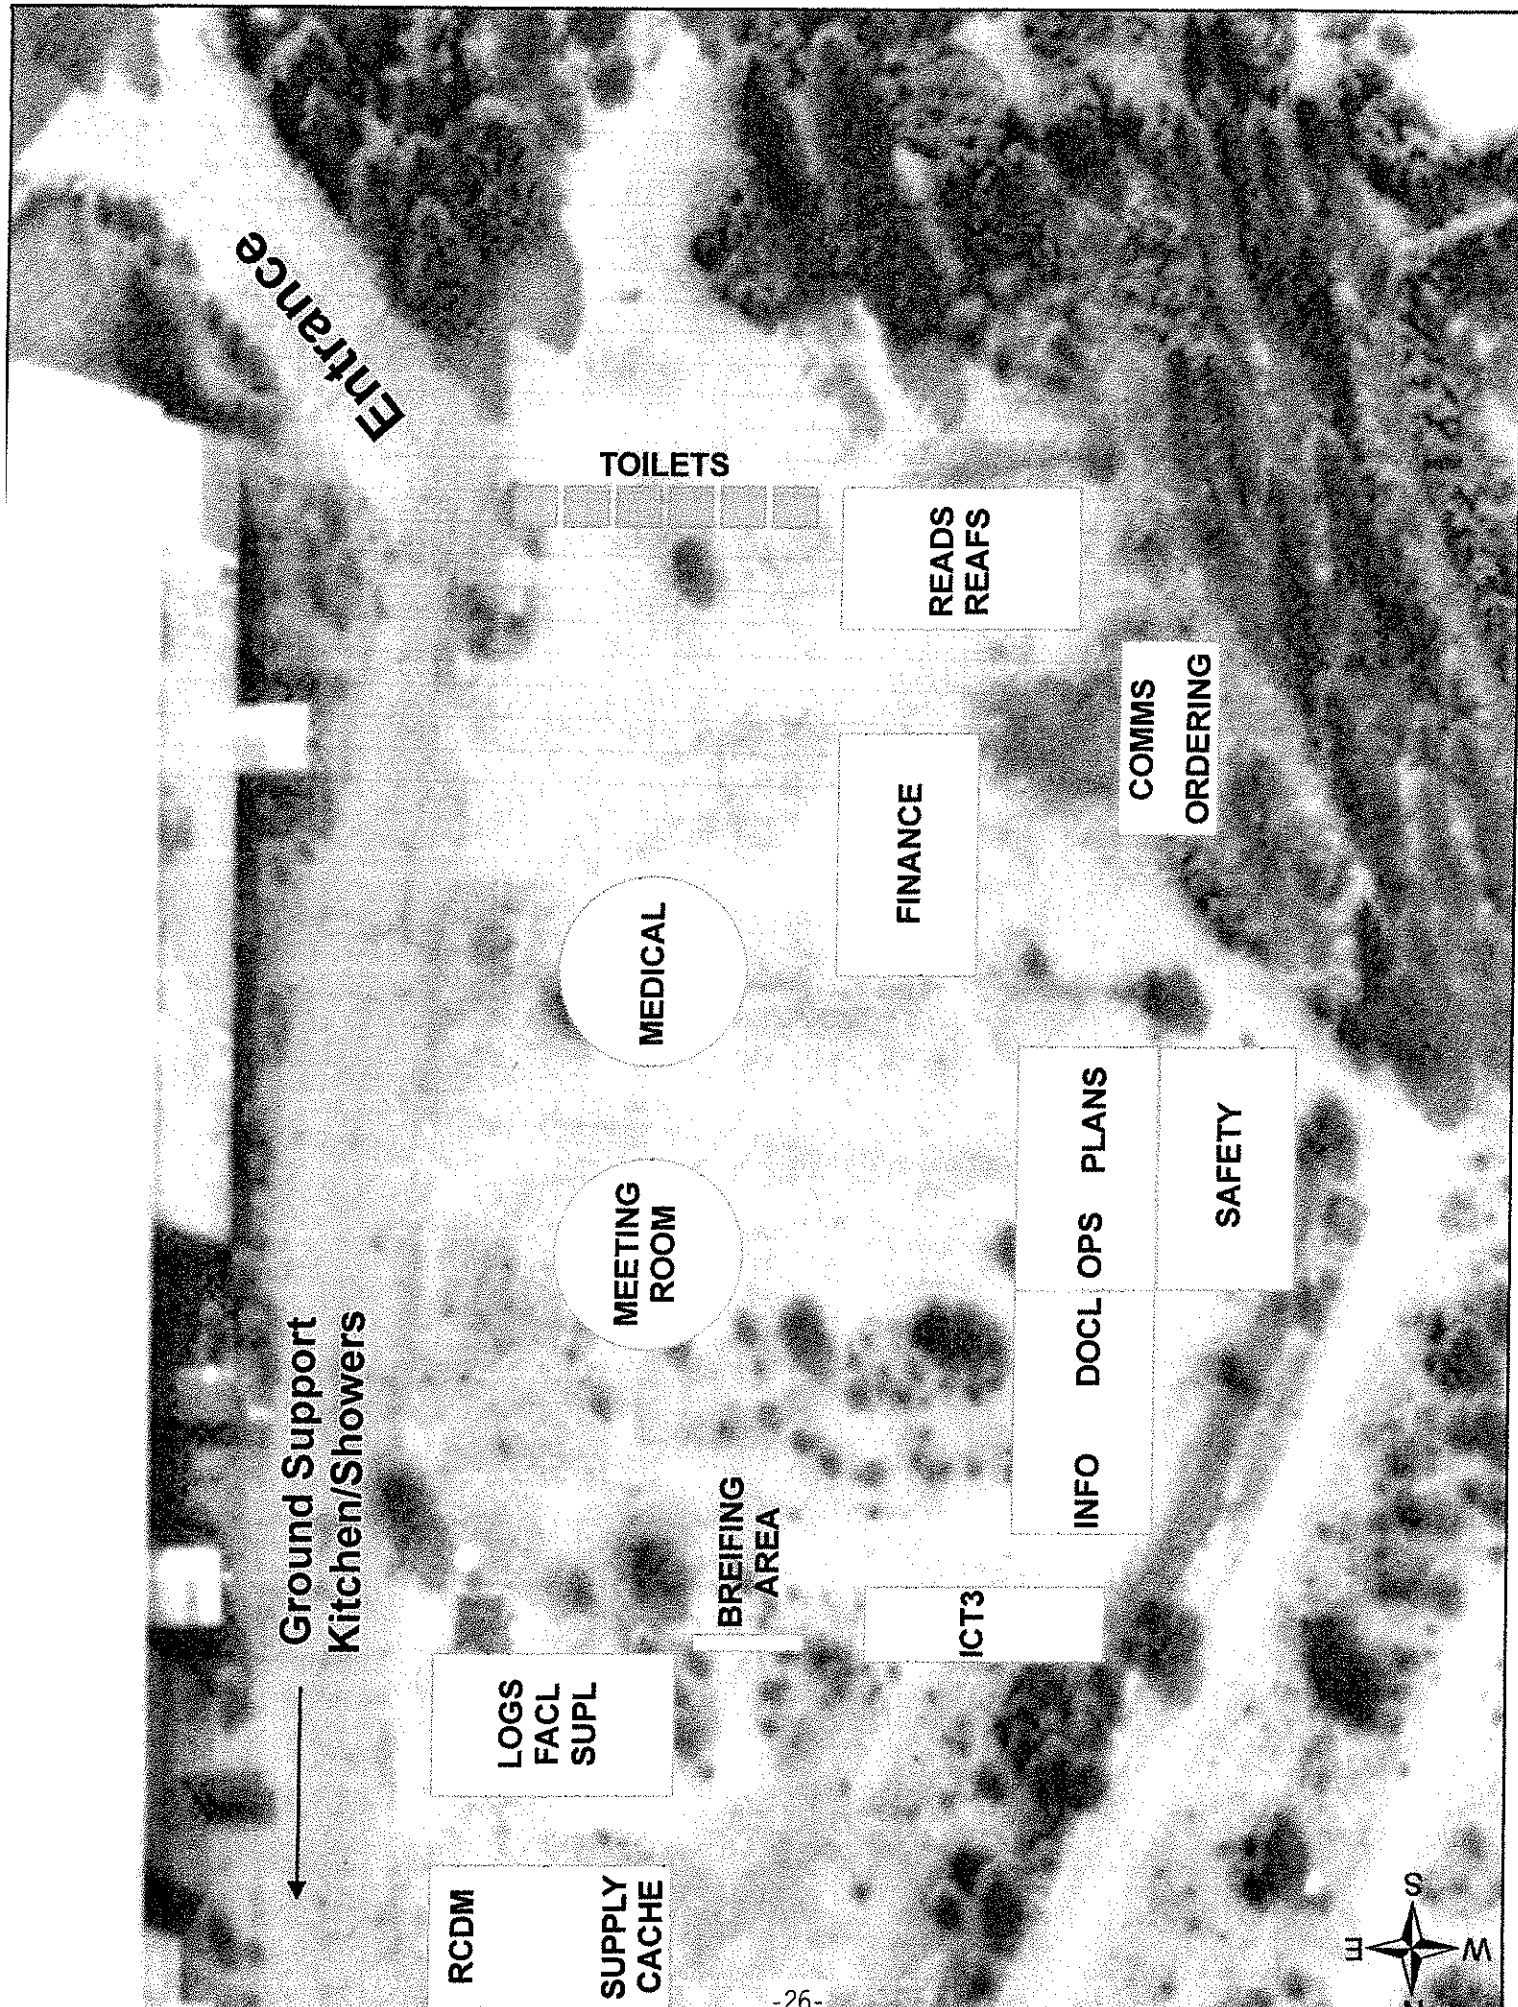 Entrance
TOILETS
READS
REAFS
COMMS
ORDERING
FINANCE
MEDICAL
MEETING
ROOM
PLANS
OPS
DOCL
INFO
SAFETY
Ground Support
Kitchen/Showers
BREIFING
AREA
ICT3
LOGS
FACL
SUPL
RCDM
SUPPLY
CACHE
-26-
S
E
W